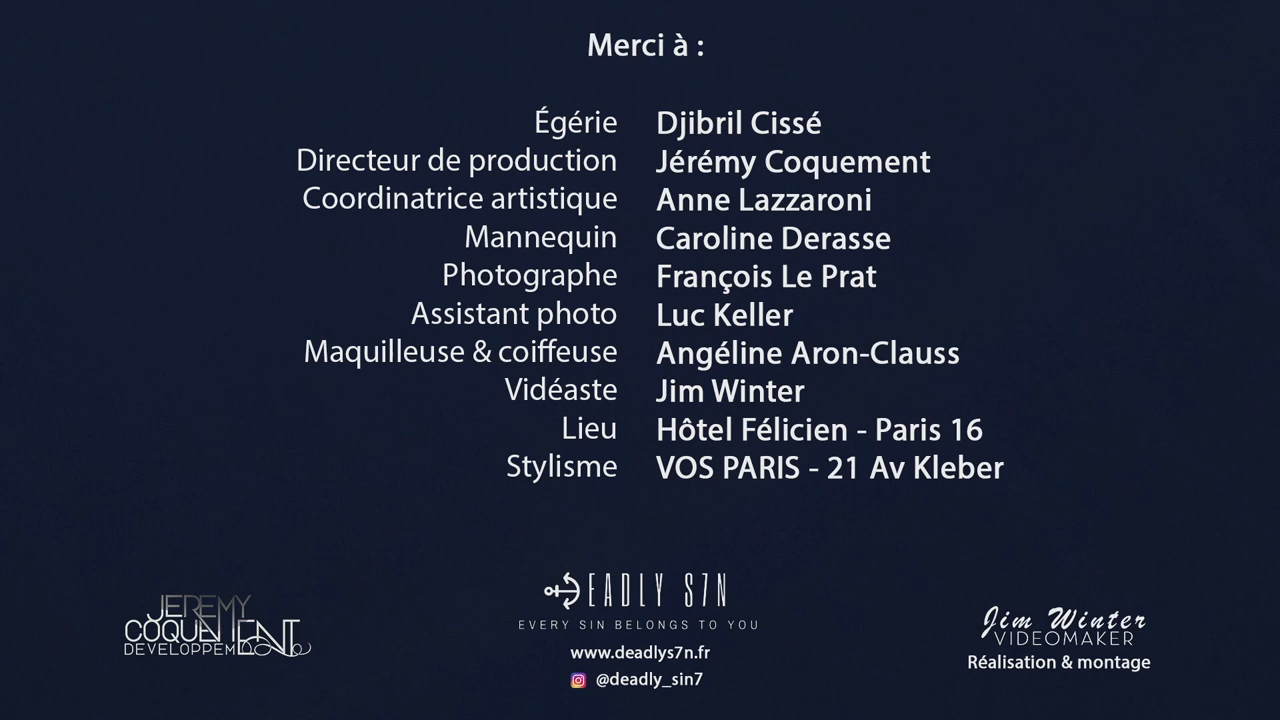 Merci à :
Égérie Djibril Cissé
Directeur de production Jérémy Coquement
Coordinatrice artistique Anne Lazzaroni
Mannequin Caroline Derasse
Photographe François Le Prat
Assistant photo Luc Keller
Maquilleuse & coiffeuse Angéline Aron-Clauss
Vidéaste Jim Winter
Lieu Hôtel Félicien - Paris 16
Stylisme VOS PARIS - 21 Av Kleber
JEREMY
COQUEMENT
DEVELOPPEMENT
DEADLY S7N
EVERY SIN BELONGS TO YOU
www.deadlys7n.fr
@deadly_sin7
Jim Winter
VIDEOMAKER
Réalisation & montage